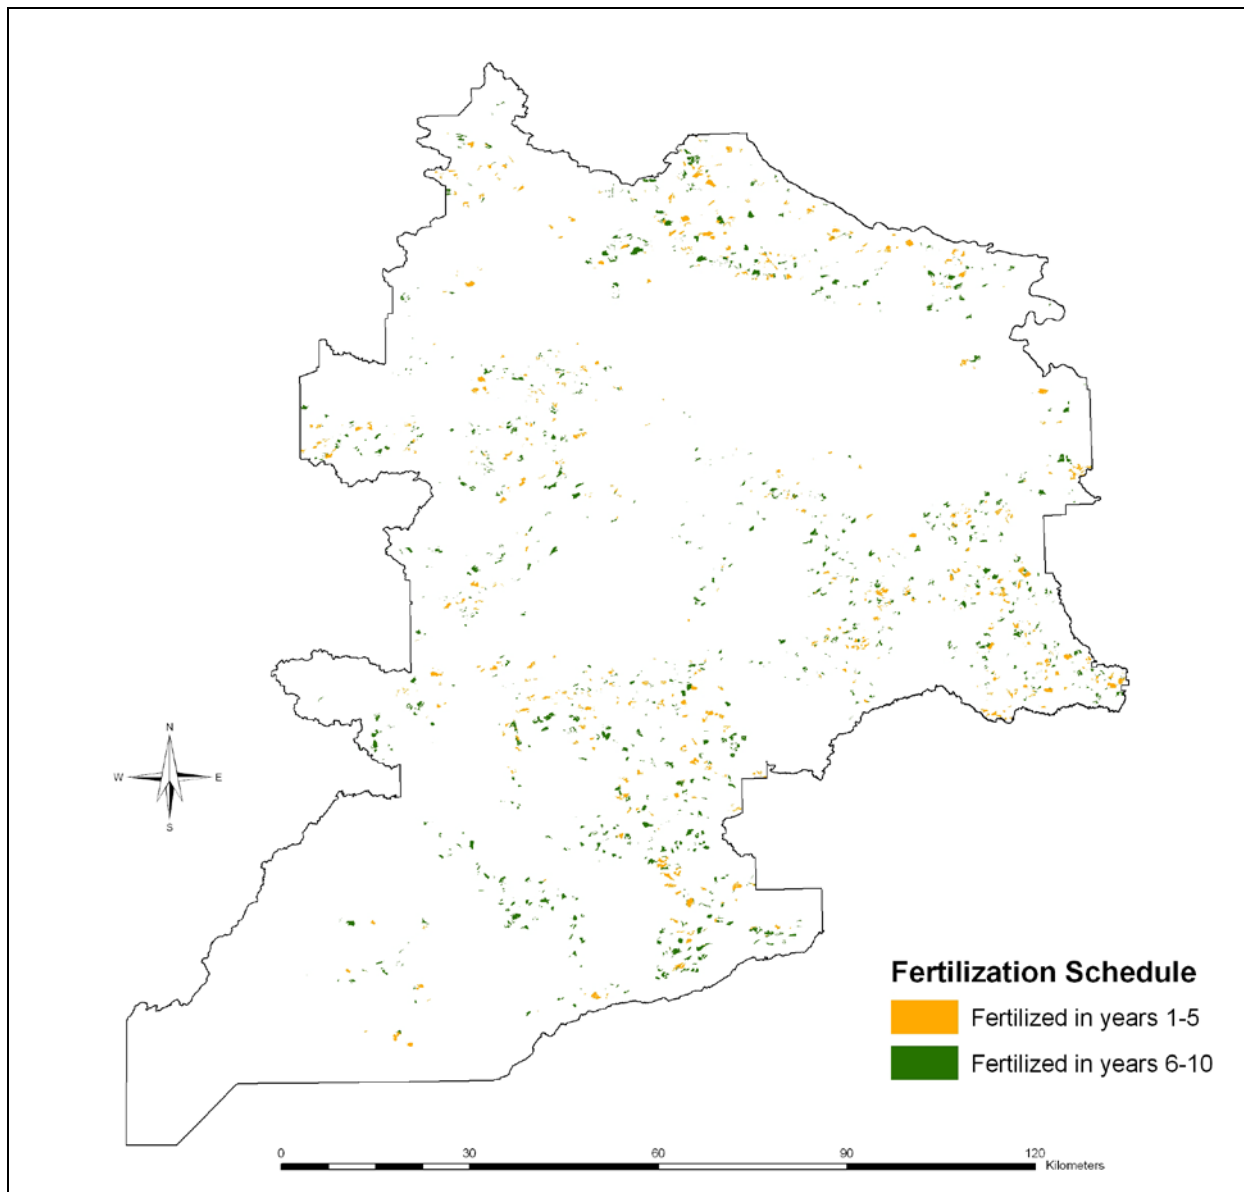 N
W
E
S
Fertilization Schedule
Fertilized in years 1-5
Fertilized in years 6-10
0 30 60 90 120
Kilometers